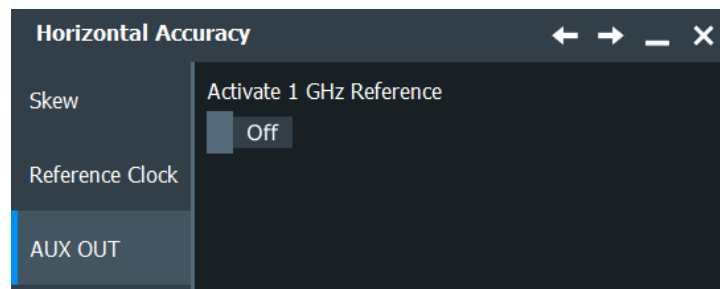 Horizontal Accuracy
Skew
Activate 1 GHz Reference
Off
Reference Clock
AUX OUT